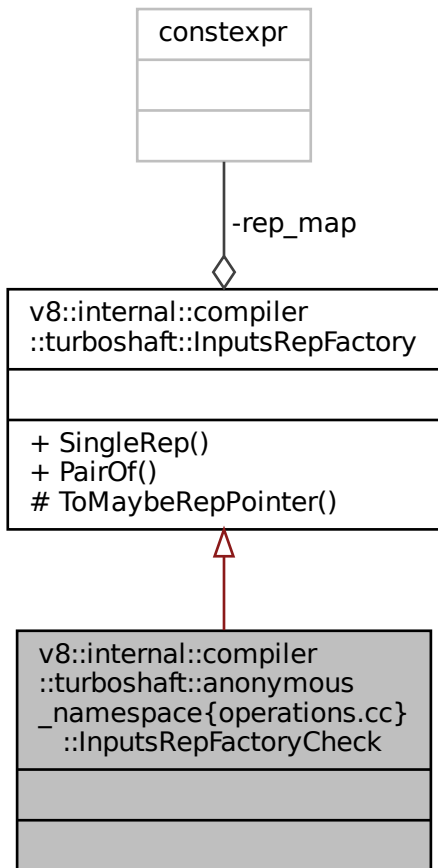 constexpr
-rep_map
v8::internal::compiler
::turboshaft::InputsRepFactory
+ SingleRep()
+ PairOf()
# ToMaybeRepPointer()
v8::internal::compiler
::turboshaft::anonymous
_namespace{operations.cc}
::InputsRepFactoryCheck